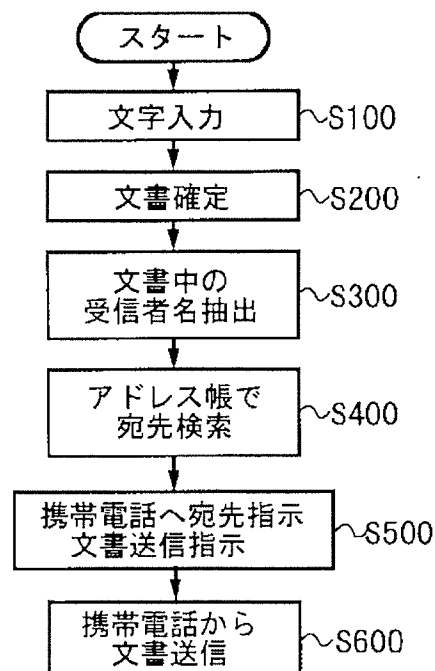 スタート
文字入力
S100
文書確定
S200
文書中の
受信者名抽出
S300
アドレス帳で
宛先検索
S400
携帯電話へ宛先指示
文書送信指示
S500
携帯電話から
文書送信
S600